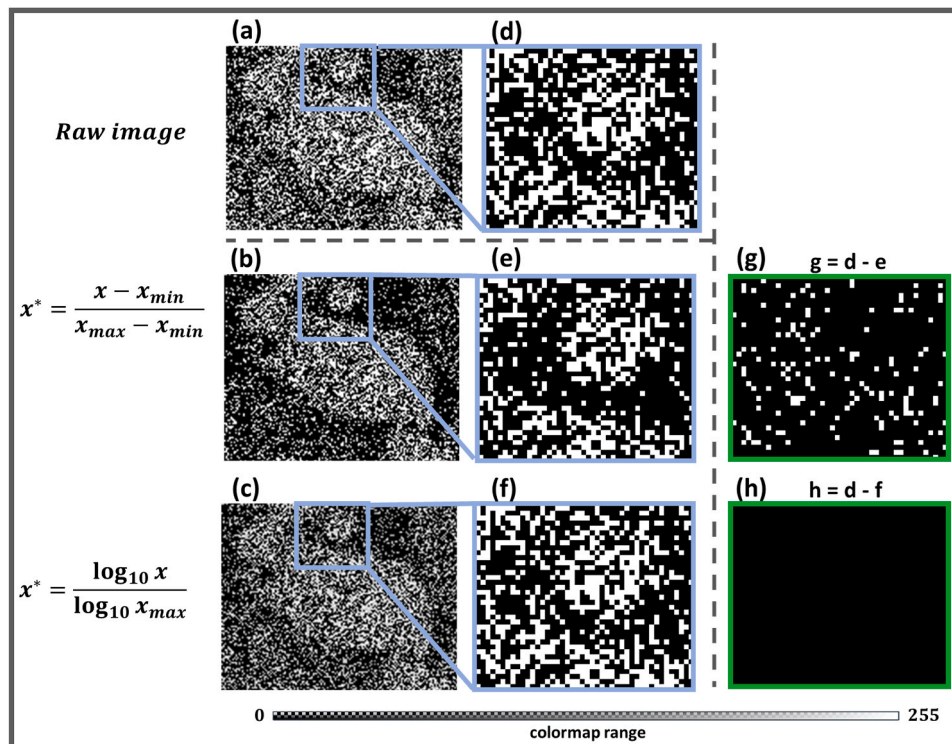 (a)
(d)
Raw image
(b)
(e)
(g)
g = d - e
x* = (x - x_min) / (x_max - x_min)
(c)
(f)
(h)
h = d - f
x* = log₁₀ x / log₁₀ x_max
0
255
colormap range